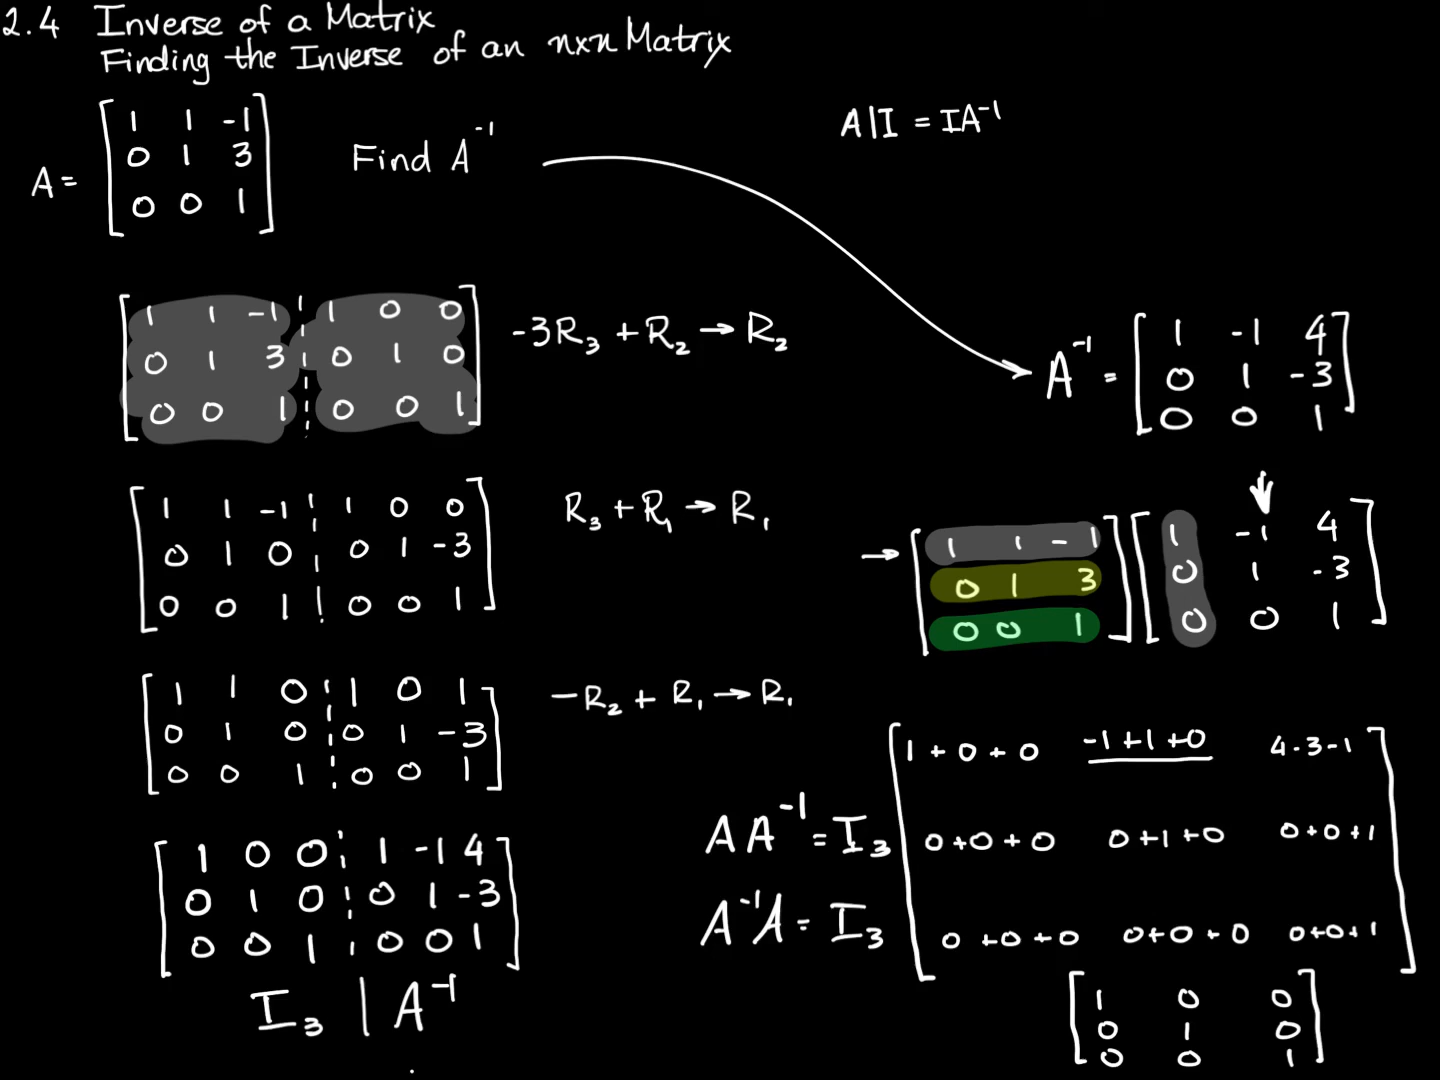 2.4 Inverse of a Matrix
Finding the Inverse of an nxn Matrix
A = [ 1 1 -1
0 1 3
0 0 1 ]
Find A⁻¹
A|I = IA⁻¹
[ 1 1 -1 ¦ 1 0 0
0 1 3 ¦ 0 1 0
0 0 1 ¦ 0 0 1 ]
-3R₃ + R₂ → R₂
A⁻¹ = [ 1 -1 4
0 1 -3
0 0 1 ]
[ 1 1 -1 ¦ 1 0 0
0 1 0 ¦ 0 1 -3
0 0 1 ¦ 0 0 1 ]
R₃ + R₁ → R₁
→ [ 1 1 -1 ] [ 1 -1 4
0 1 3 0 1 -3
0 0 1 ] 0 0 1 ]
[ 1 1 0 ¦ 1 0 1
0 1 0 ¦ 0 1 -3
0 0 1 ¦ 0 0 1 ]
-R₂ + R₁ → R₁
[ 1 0 0 ¦ 1 -1 4
0 1 0 ¦ 0 1 -3
0 0 1 ¦ 0 0 1 ]
I₃ | A⁻¹
AA⁻¹ = I₃
A⁻¹A = I₃
[ 1+0+0 -1+1+0 4-3-1
0+0+0 0+1+0 0+0+1
0+0+0 0+0+0 0+0+1 ]
[ 1 0 0
0 1 0
0 0 1 ]